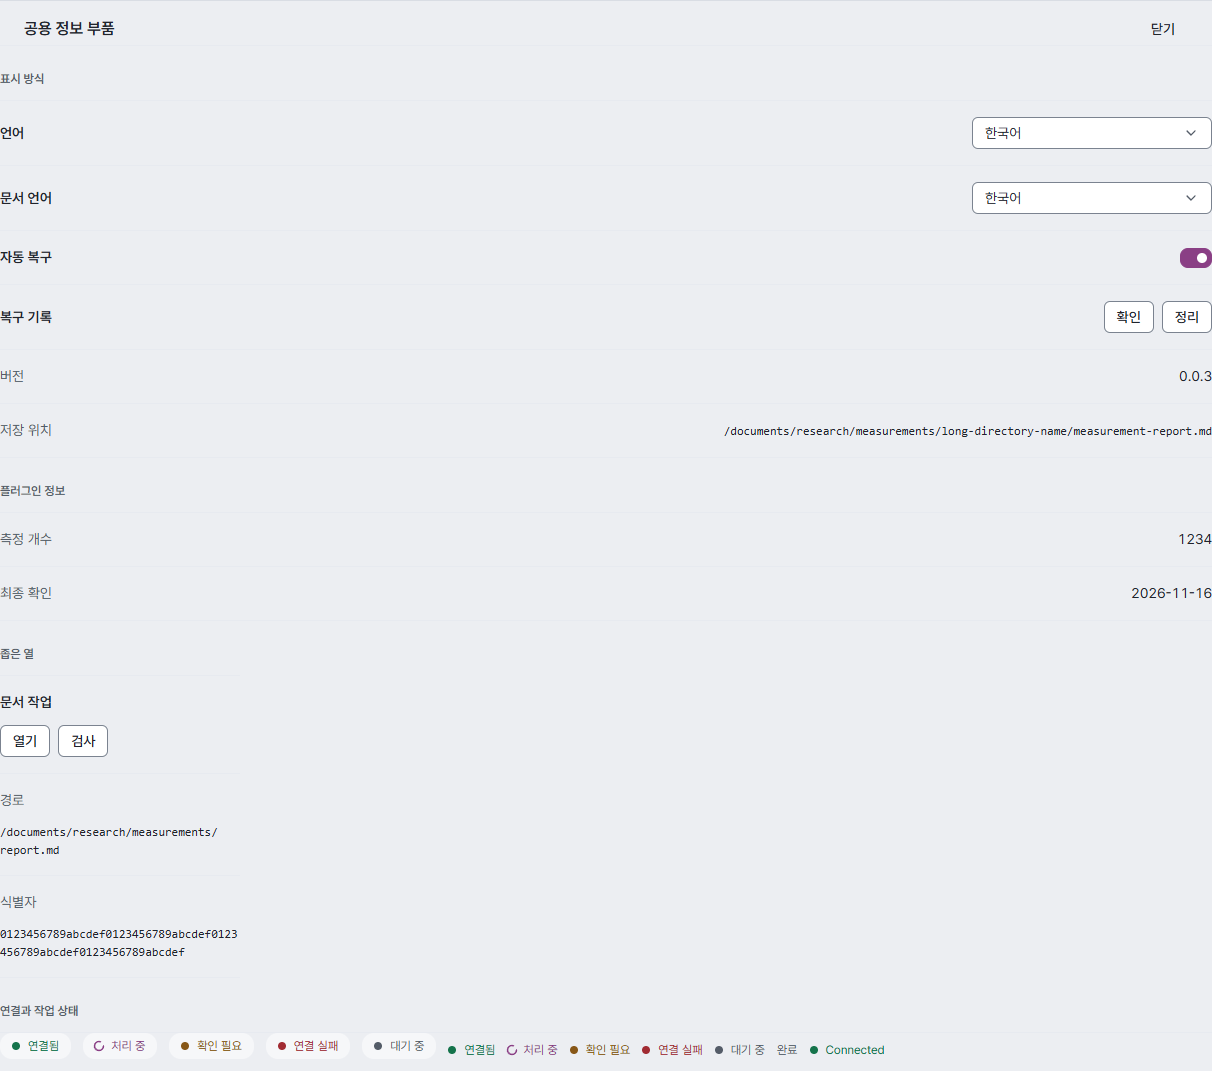 공용 정보 부품 닫기
표시 방식
언어 한국어
문서 언어 한국어
자동 복구
복구 기록 확인 정리
버전 0.0.3
저장 위치 /documents/research/measurements/long-directory-name/measurement-report.md
플러그인 정보
측정 개수 1234
최종 확인 2026-11-16
좁은 열
문서 작업
열기 검사
경로
/documents/research/measurements/
report.md
식별자
0123456789abcdef0123456789abcdef0123
456789abcdef0123456789abcdef
연결과 작업 상태
연결됨 처리 중 확인 필요 연결 실패 대기 중 연결됨 처리 중 확인 필요 연결 실패 대기 중 완료 Connected